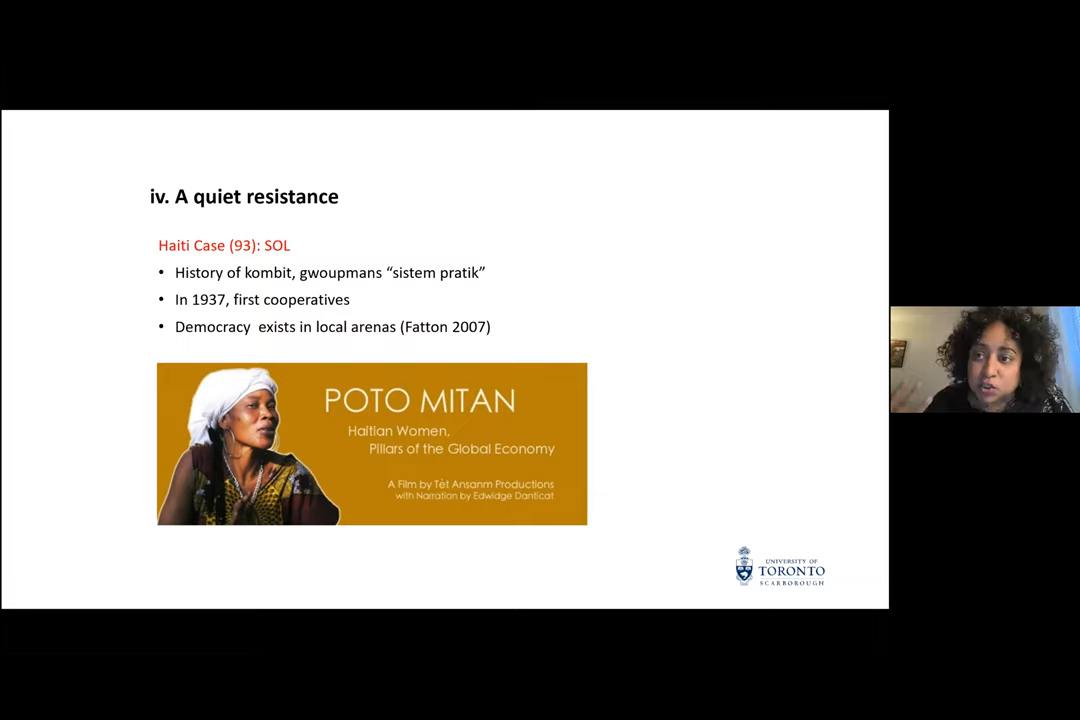 iv. A quiet resistance
Haiti Case (93): SOL
• History of kombit, gwoupmans “sistem pratik”
• In 1937, first cooperatives
• Democracy  exists in local arenas (Fatton 2007)
POTO MITAN
Haitian Women,
Pillars of the Global Economy
A Film by Tèt Ansanm Productions
with Narration by Edwidge Danticat
UNIVERSITY OF
TORONTO
SCARBOROUGH